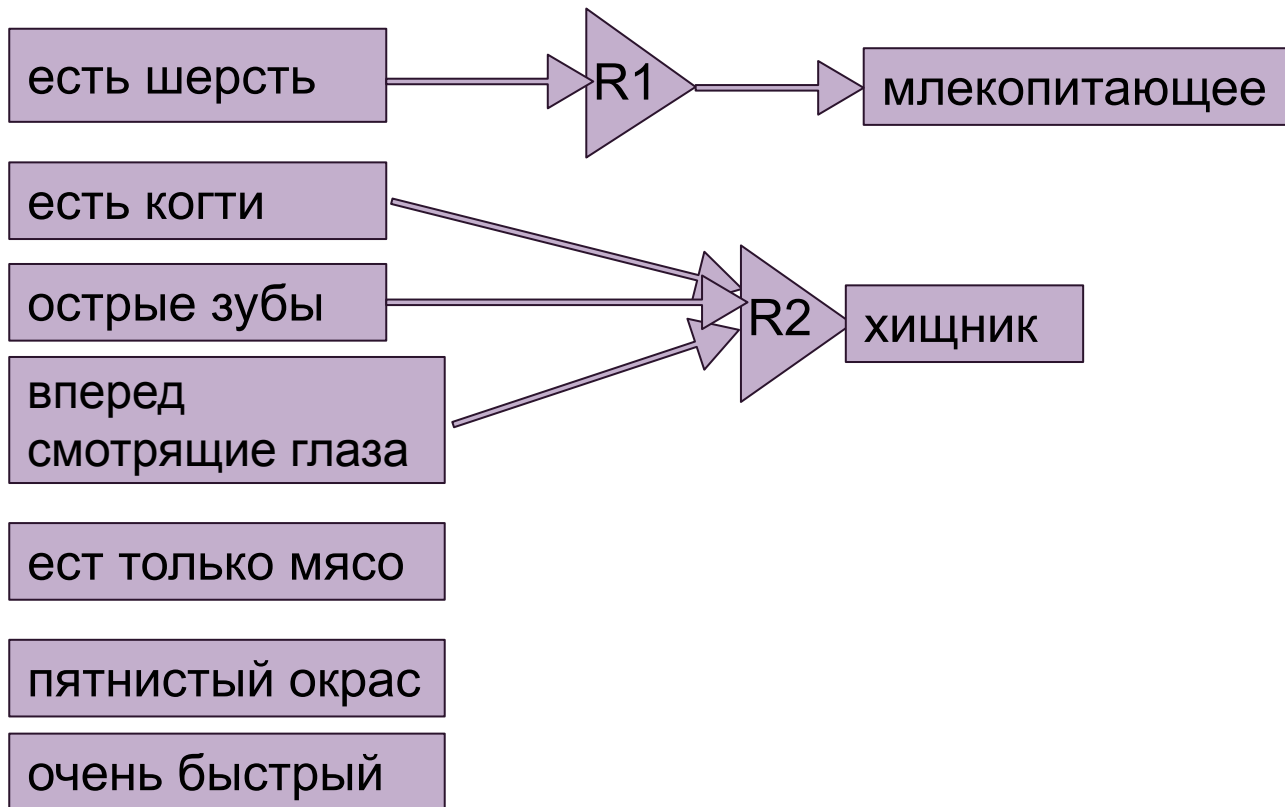 есть шерсть
R1
млекопитающее
есть когти
острые зубы
R2
хищник
вперед
смотрящие глаза
ест только мясо
пятнистый окрас
очень быстрый